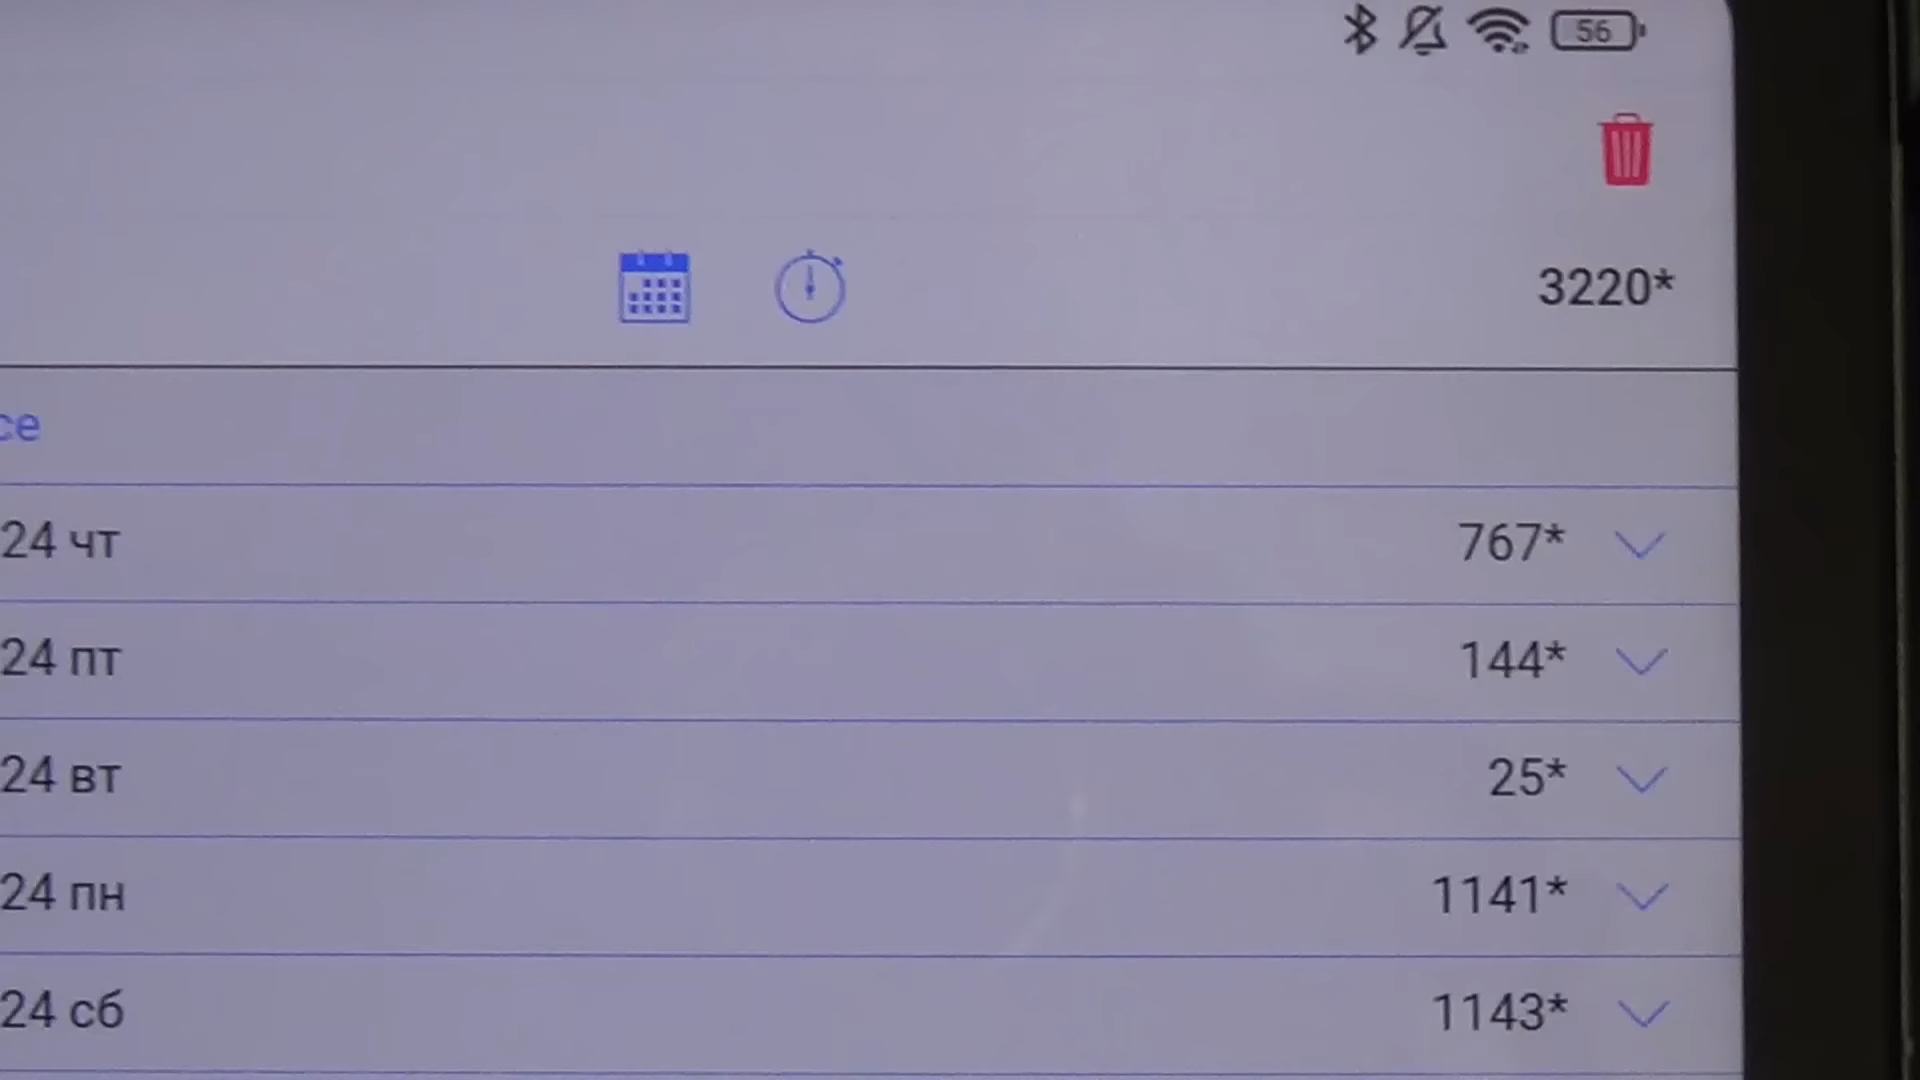 56
3220*
се
24 чт 767*
24 пт 144*
24 вт 25*
24 пн 1141*
24 сб 1143*